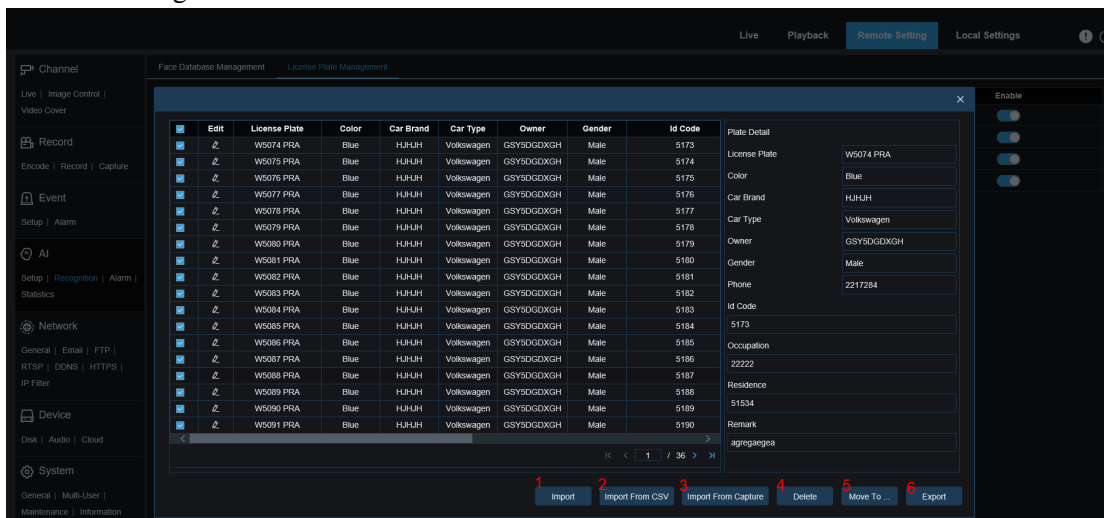 Live Playback Remote Setting Local Settings
Channel
Live | Image Control |
Video Cover
Record
Encode | Record | Capture
Event
Setup | Alarm
AI
Setup | Recognition | Alarm |
Statistics
Network
General | Email | FTP |
RTSP | DDNS | HTTPS |
IP Filter
Device
Disk | Audio | Cloud
System
General | Multi-User |
Maintenance | Information
Face Database Management License Plate Management
Enable
Edit License Plate Color Car Brand Car Type Owner Gender Id Code
W5074 PRA Blue HJHJH Volkswagen GSY5DGDXGH Male 5173
W5075 PRA Blue HJHJH Volkswagen GSY5DGDXGH Male 5174
W5076 PRA Blue HJHJH Volkswagen GSY5DGDXGH Male 5175
W5077 PRA Blue HJHJH Volkswagen GSY5DGDXGH Male 5176
W5078 PRA Blue HJHJH Volkswagen GSY5DGDXGH Male 5177
W5079 PRA Blue HJHJH Volkswagen GSY5DGDXGH Male 5178
W5080 PRA Blue HJHJH Volkswagen GSY5DGDXGH Male 5179
W5081 PRA Blue HJHJH Volkswagen GSY5DGDXGH Male 5180
W5082 PRA Blue HJHJH Volkswagen GSY5DGDXGH Male 5181
W5083 PRA Blue HJHJH Volkswagen GSY5DGDXGH Male 5182
W5084 PRA Blue HJHJH Volkswagen GSY5DGDXGH Male 5183
W5085 PRA Blue HJHJH Volkswagen GSY5DGDXGH Male 5184
W5086 PRA Blue HJHJH Volkswagen GSY5DGDXGH Male 5185
W5087 PRA Blue HJHJH Volkswagen GSY5DGDXGH Male 5186
W5088 PRA Blue HJHJH Volkswagen GSY5DGDXGH Male 5187
W5089 PRA Blue HJHJH Volkswagen GSY5DGDXGH Male 5188
W5090 PRA Blue HJHJH Volkswagen GSY5DGDXGH Male 5189
W5091 PRA Blue HJHJH Volkswagen GSY5DGDXGH Male 5190
1 / 36
Plate Detail
License Plate W5074 PRA
Color Blue
Car Brand HJHJH
Car Type Volkswagen
Owner GSY5DGDXGH
Gender Male
Phone 2217284
Id Code
5173
Occupation
22222
Residence
51534
Remark
agregaegea
1 2 3 4 5 6
Import Import From CSV Import From Capture Delete Move To ... Export